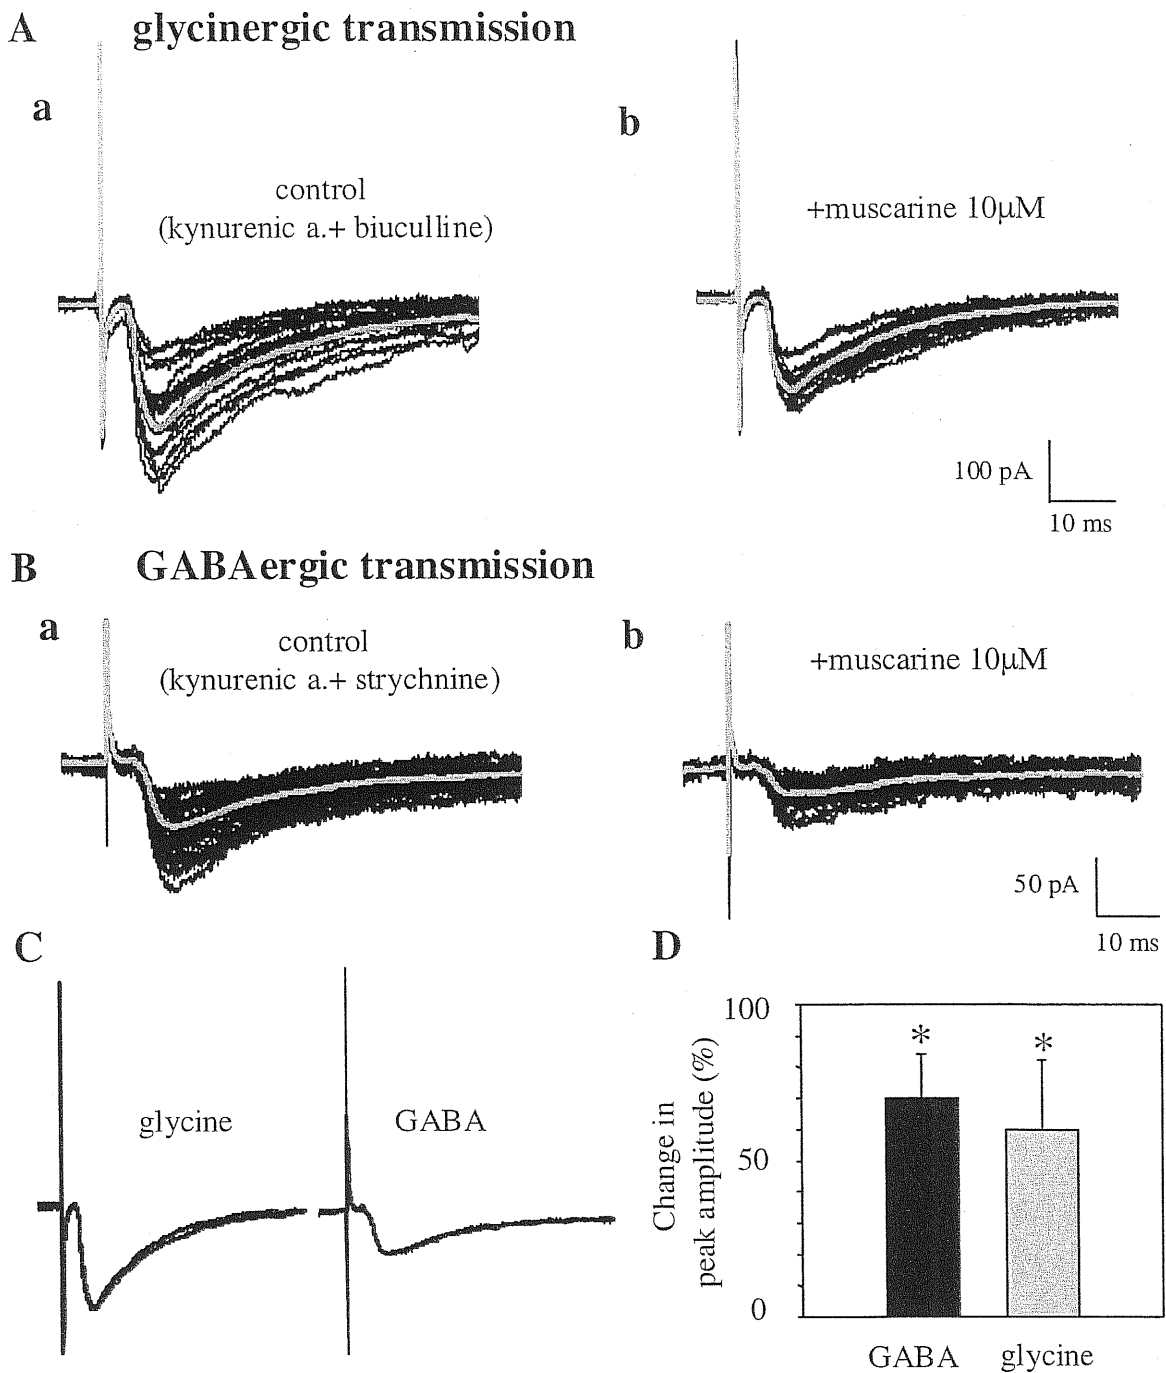 A glycinergic transmission
a
b
control
(kynurenic a.+ biuculline)
+muscarine 10µM
100 pA
10 ms
B GABAergic transmission
a
b
control
(kynurenic a.+ strychnine)
+muscarine 10µM
50 pA
10 ms
C
glycine
GABA
D
Change in
peak amplitude (%)
100
50
0
*
*
GABA
glycine